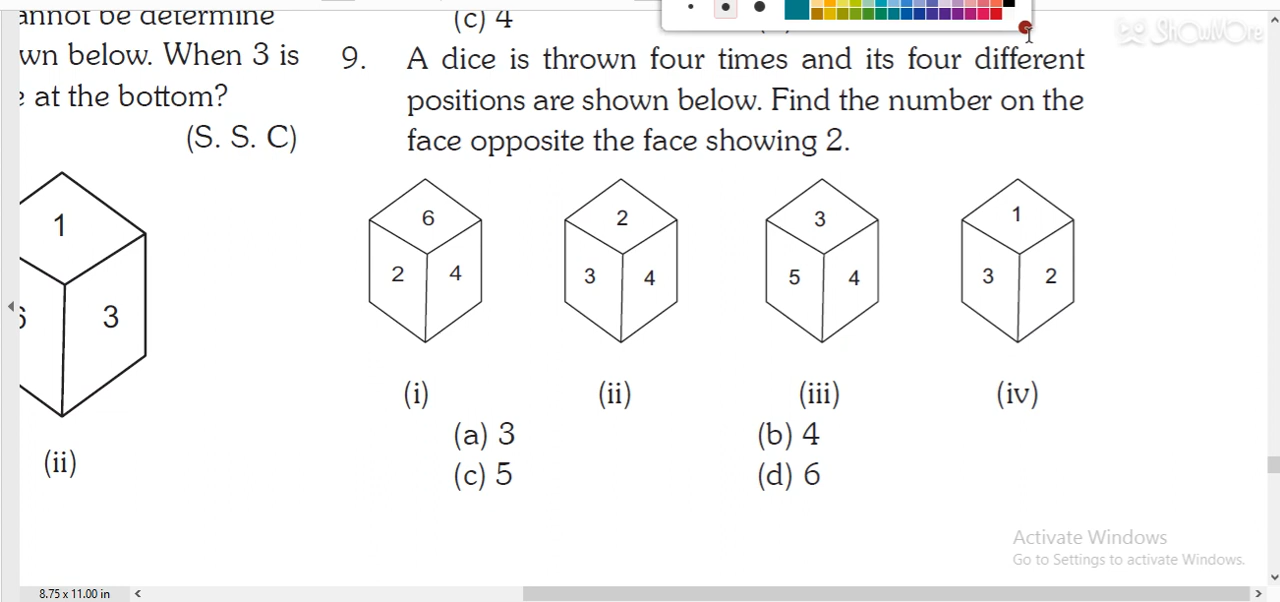 annot be determine
wn below. When 3 is
e at the bottom?
(S. S. C)
1
3
(ii)
(c) 4
9. A dice is thrown four times and its four different
positions are shown below. Find the number on the
face opposite the face showing 2.
6
2 4
2
3 4
3
5 4
1
3 2
(i) (ii) (iii) (iv)
(a) 3 (b) 4
(c) 5 (d) 6
ShowMore
Activate Windows
Go to Settings to activate Windows.
8.75 x 11.00 in